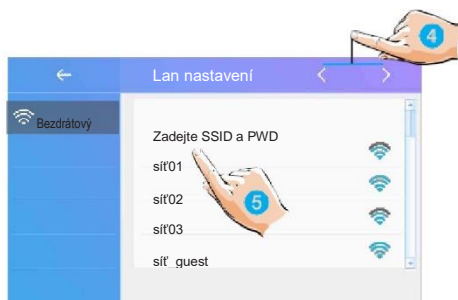 4
Lan nastavení
Bezdrátový
Zadejte SSID a PWD
síť01
síť02
5
síť03
síť_guest